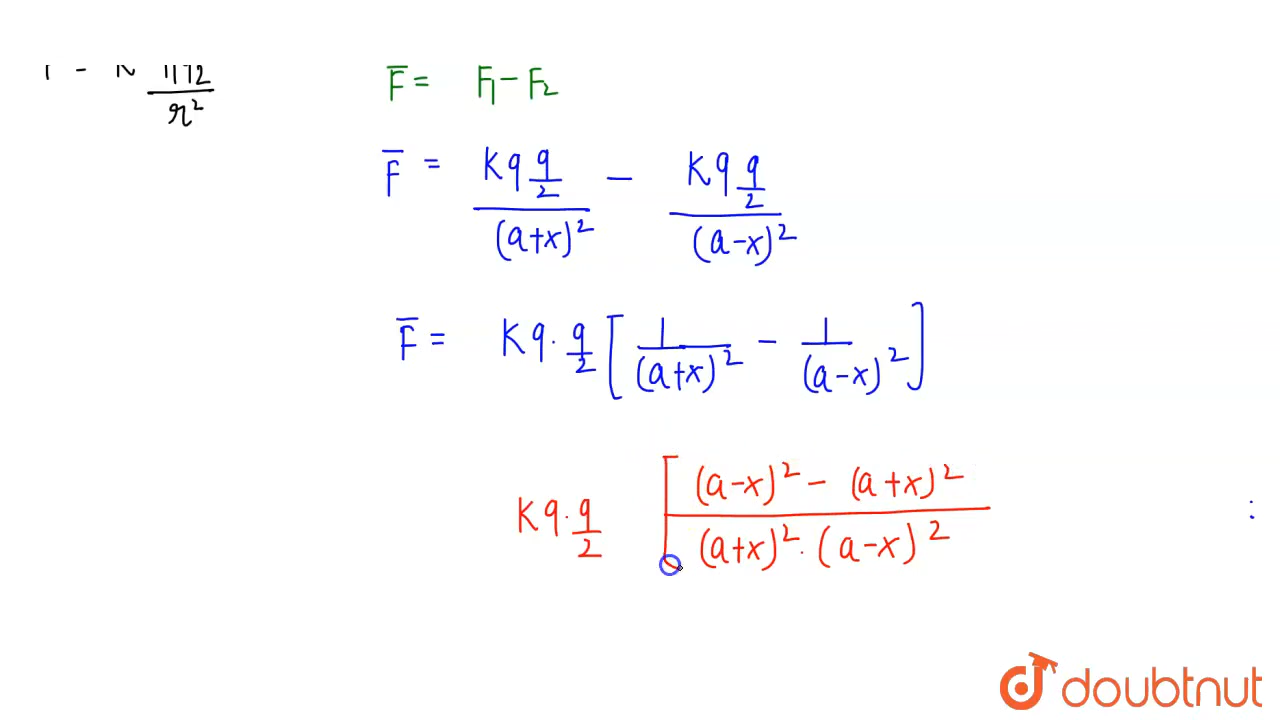 r²
F̅ = F₁ - F₂
F̅ = Kq q/2 / (a+x)² - Kq q/2 / (a-x)²
F̅ = Kq · q/2 [ 1/(a+x)² - 1/(a-x)² ]
Kq · q/2 [ (a-x)² - (a+x)² / (a+x)² · (a-x)²
:
doubtnut